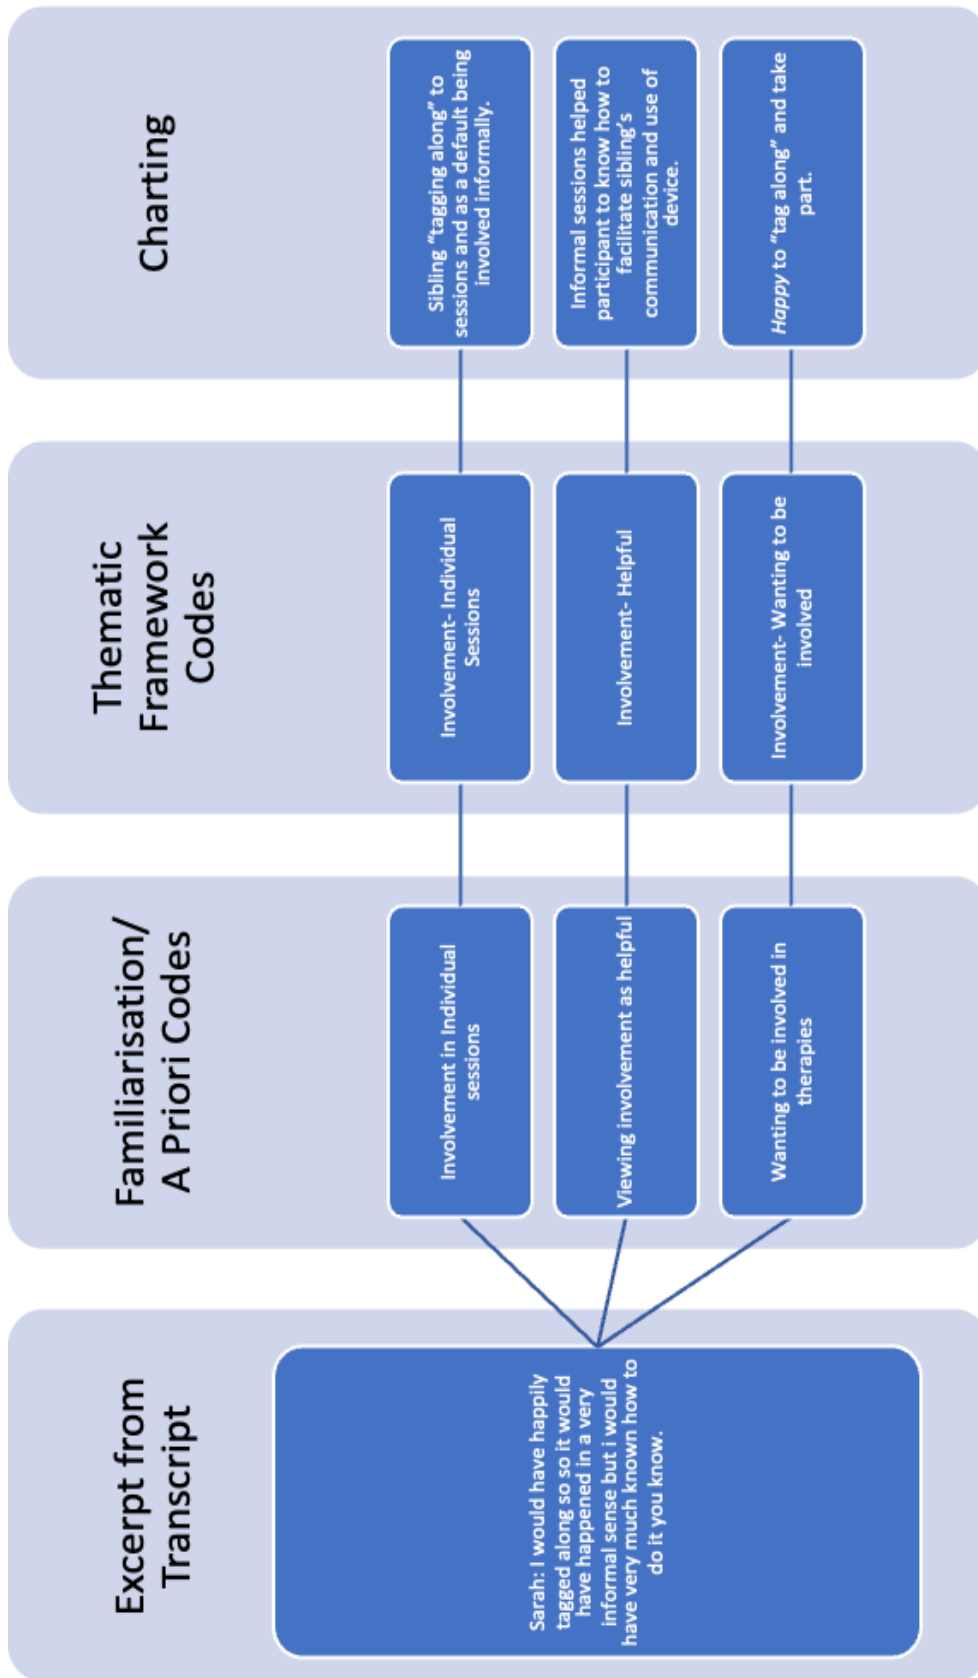 Excerpt from
Transcript
Sarah: I would have happily
tagged along so so it would
have happened in a very
informal sense but i would
have very much known how to
do it you know.
Familiarisation/
A Priori Codes
Involvement in Individual
sessions
Viewing involvement as helpful
Wanting to be involved in
therapies
Thematic
Framework
Codes
Involvement- Individual
Sessions
Involvement- Helpful
Involvement- Wanting to be
involved
Charting
Sibling “tagging along” to
sessions and as a default being
involved informally.
Informal sessions helped
participant to know how to
facilitate sibling’s
communication and use of
device.
Happy to “tag along” and take
part.